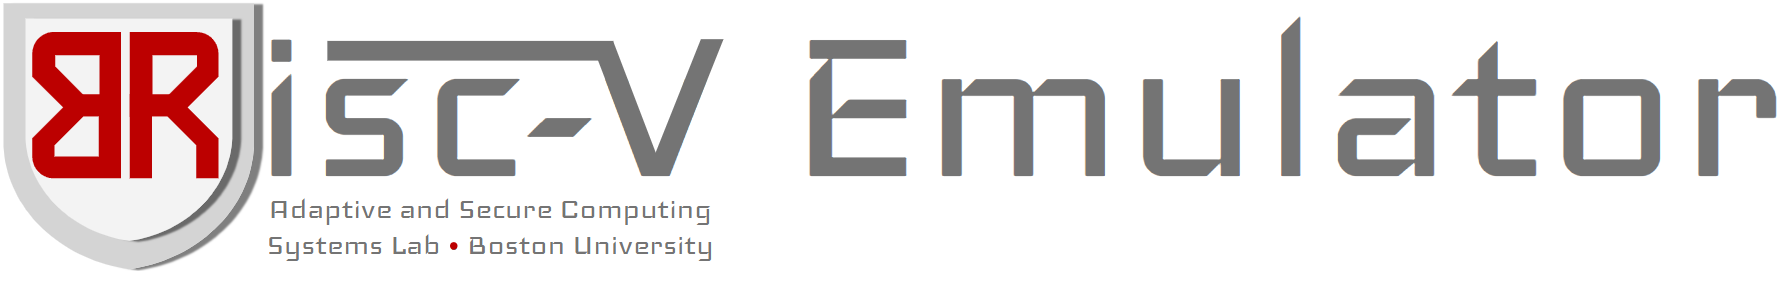 BRisc-V Emulator
Adaptive and Secure Computing
Systems Lab • Boston University